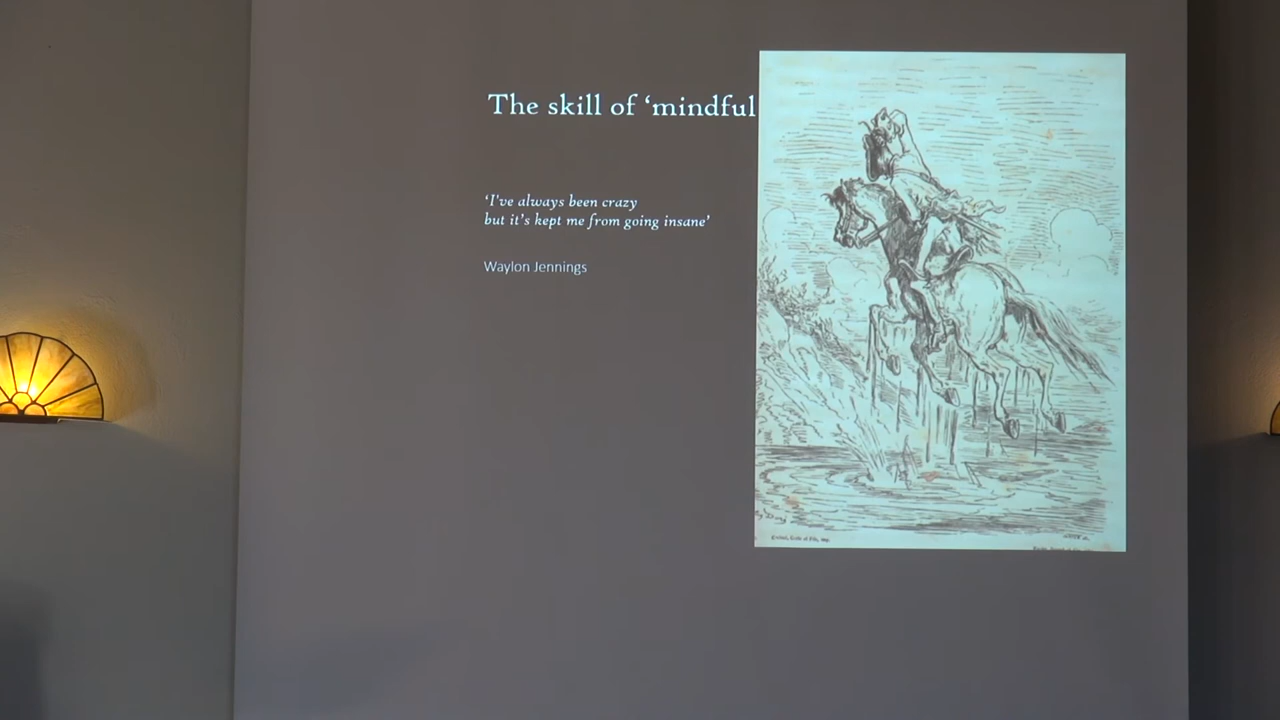 The skill of ‘mindful
‘I've always been crazy
but it's kept me from going insane’
Waylon Jennings